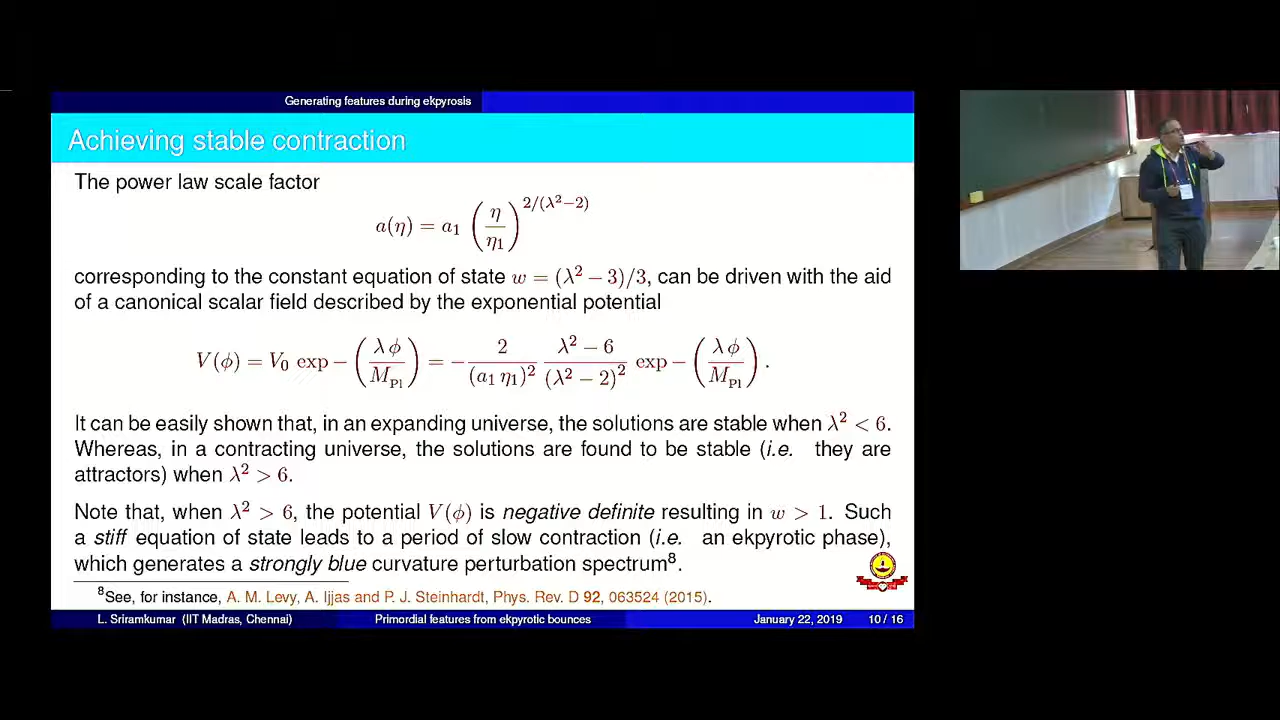 Generating features during ekpyrosis
Achieving stable contraction
The power law scale factor
a(η) = a₁ (η/η₁)^{2/(λ²−2)}
corresponding to the constant equation of state w = (λ² − 3)/3, can be driven with the aid
of a canonical scalar field described by the exponential potential
V(φ) = V₀ exp − (λ φ/M_Pl) = − 2/(a₁ η₁)² (λ² − 6)/(λ² − 2)² exp − (λ φ/M_Pl).
It can be easily shown that, in an expanding universe, the solutions are stable when λ² < 6.
Whereas, in a contracting universe, the solutions are found to be stable (i.e. they are
attractors) when λ² > 6.
Note that, when λ² > 6, the potential V(φ) is negative definite resulting in w > 1. Such
a stiff equation of state leads to a period of slow contraction (i.e. an ekpyrotic phase),
which generates a strongly blue curvature perturbation spectrum⁸.
⁸See, for instance, A. M. Levy, A. Ijjas and P. J. Steinhardt, Phys. Rev. D 92, 063524 (2015).
L. Sriramkumar (IIT Madras, Chennai) Primordial features from ekpyrotic bounces January 22, 2019 10 / 16